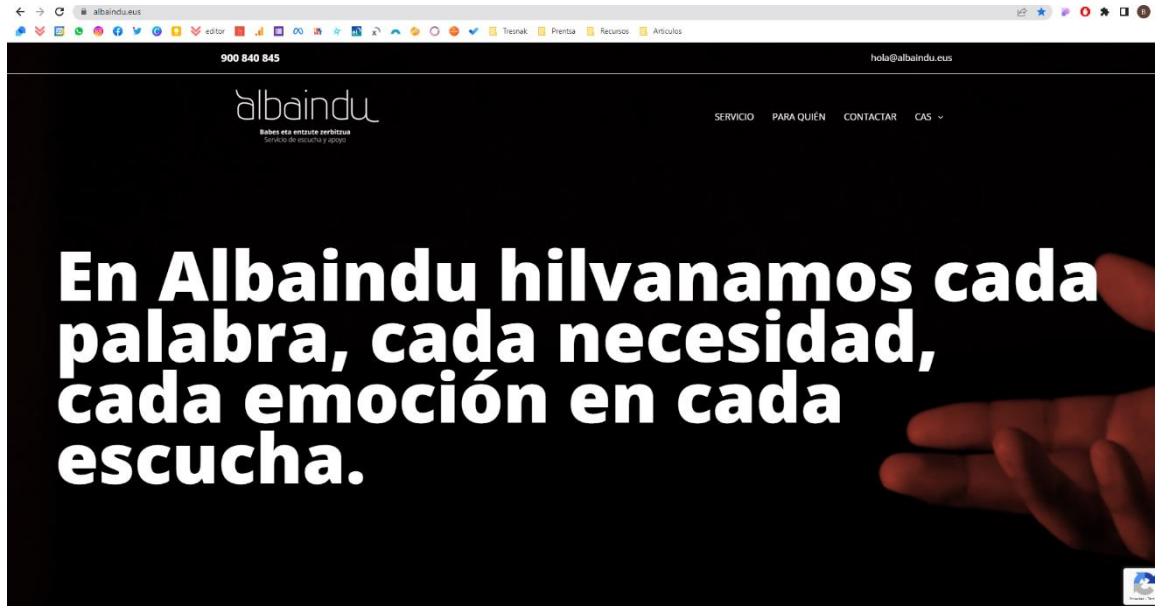 albaindu.eus
editor
Tresnak
Prentsa
Recursos
Articulos
900 840 845
hola@albaindu.eus
albaindu
Babes eta entzute zerbitzua
Servicio de escucha y apoyo
SERVICIO PARA QUIÉN CONTACTAR CAS
En Albaindu hilvanamos cada
palabra, cada necesidad,
cada emoción en cada
escucha.